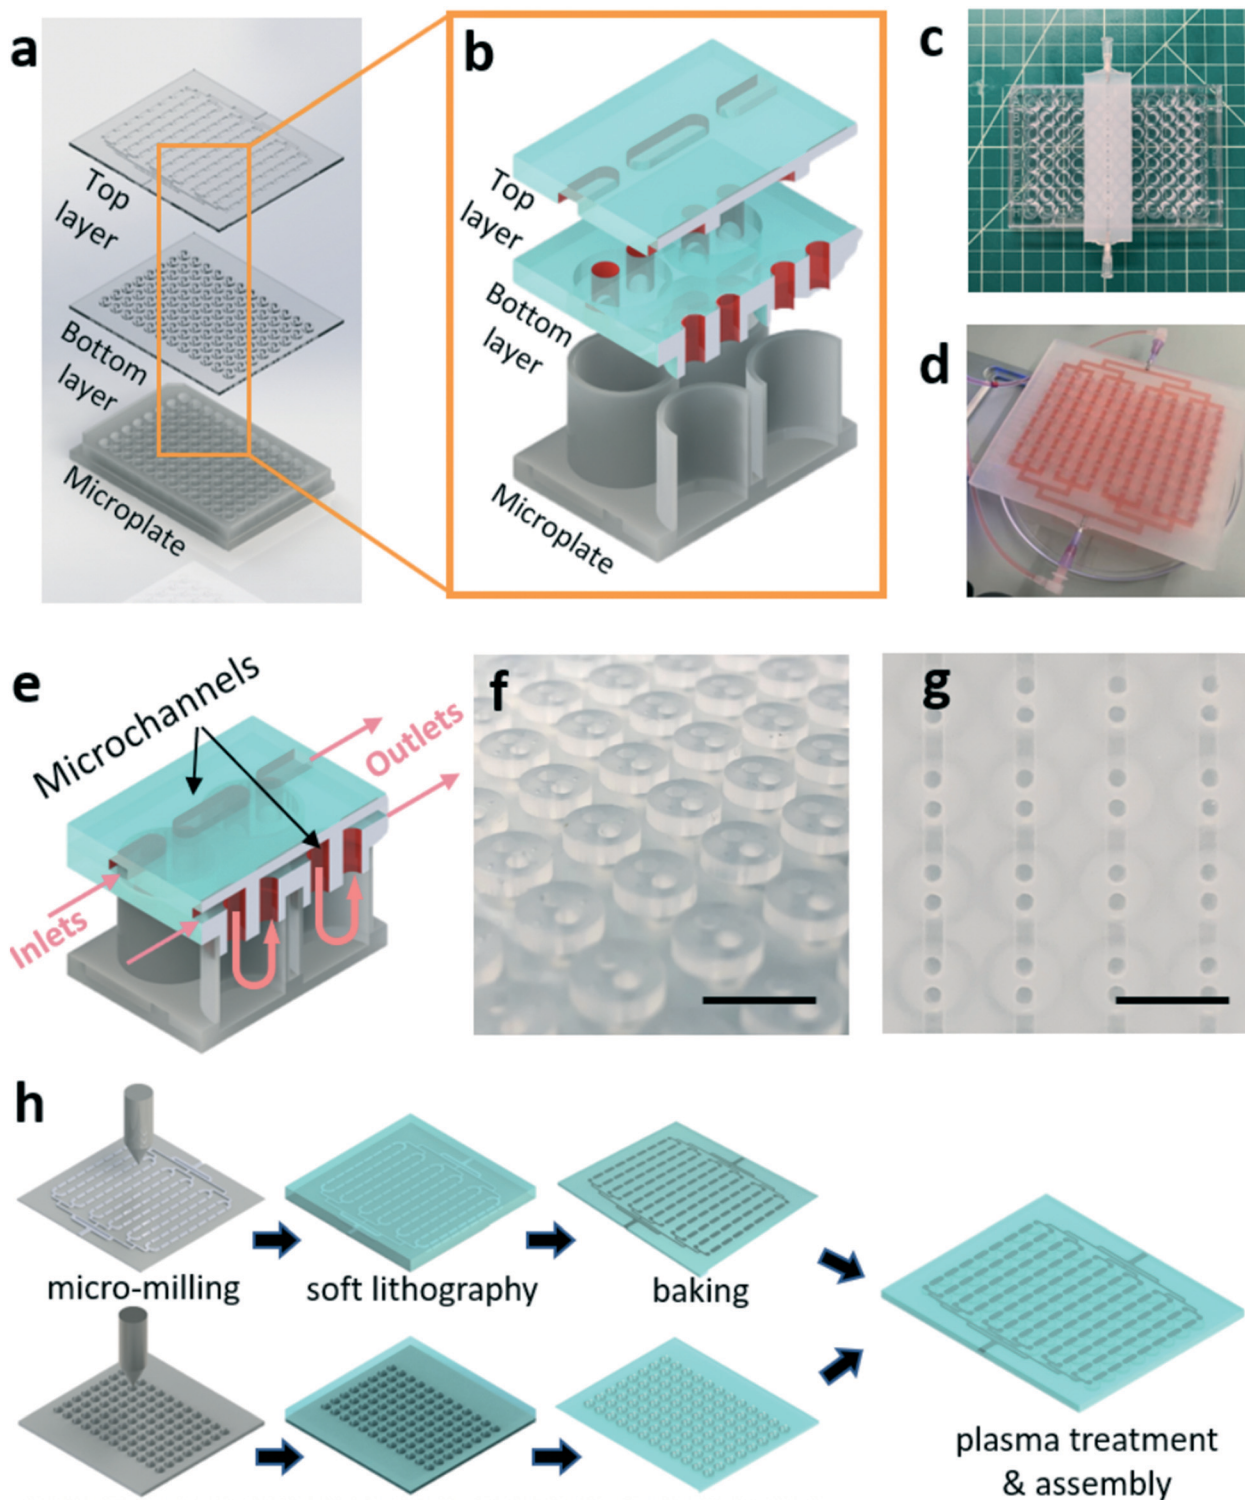 a
Top
layer
Bottom
layer
Microplate
b
Top
layer
Bottom
layer
Microplate
c
d
e
Microchannels
Outlets
Inlets
f
g
h
micro-milling
soft lithography
baking
plasma treatment
& assembly